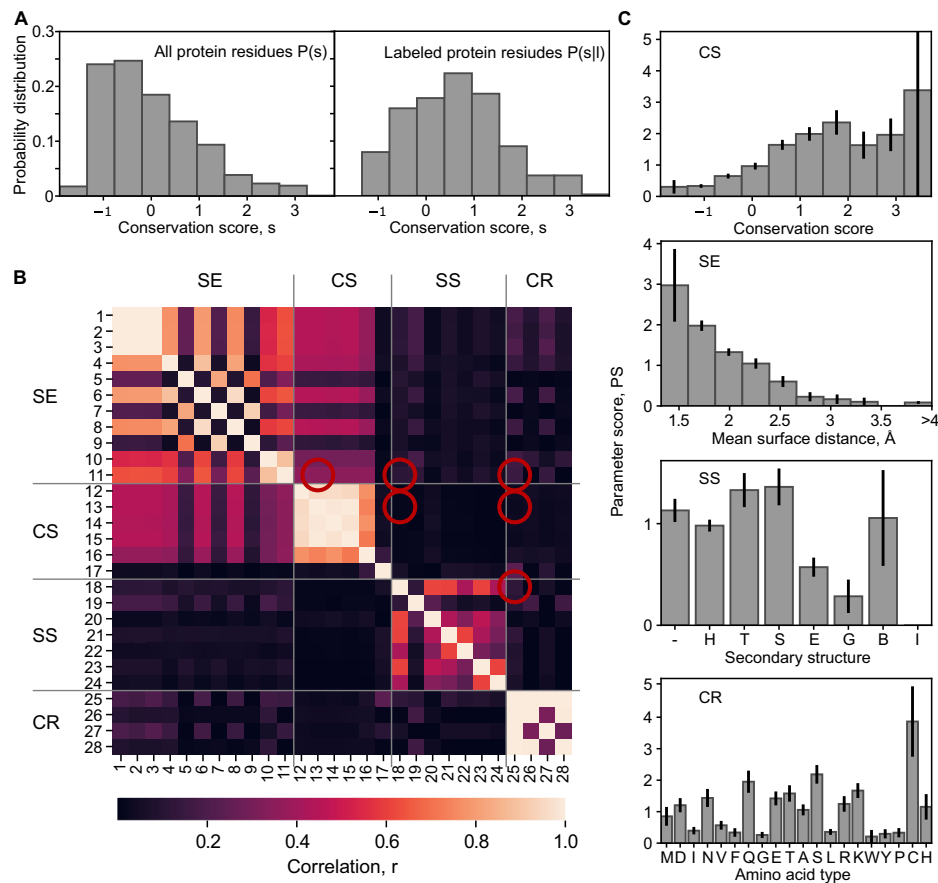 A
0.3
0.2
0.1
0
Probability distribution
All protein residues P(s)
−1 0 1 2 3
Conservation score, s
Labeled protein resiudes P(s|l)
−1 0 1 2 3
Conservation score, s
B
SE CS SS CR
SE
CS
SS
CR
1
2
3
4
5
6
7
8
9
10
11
12
13
14
15
16
17
18
19
20
21
22
23
24
25
26
27
28
1 2 3 4 5 6 7 8 9 10 11 12 13 14 15 16 17 18 19 20 21 22 23 24 25 26 27 28
0.2 0.4 0.6 0.8 1.0
Correlation, r
C
Parameter score, PS
CS
5
4
3
2
1
0
−1 0 1 2 3
Conservation score
SE
4
3
2
1
0
1.5 2 2.5 3 3.5 >4
Mean surface distance, Å
SS
1
0
- H T S E G B I
Secondary structure
CR
5
4
3
2
1
0
M D I N V F Q G E T A S L R K W Y P C H
Amino acid type